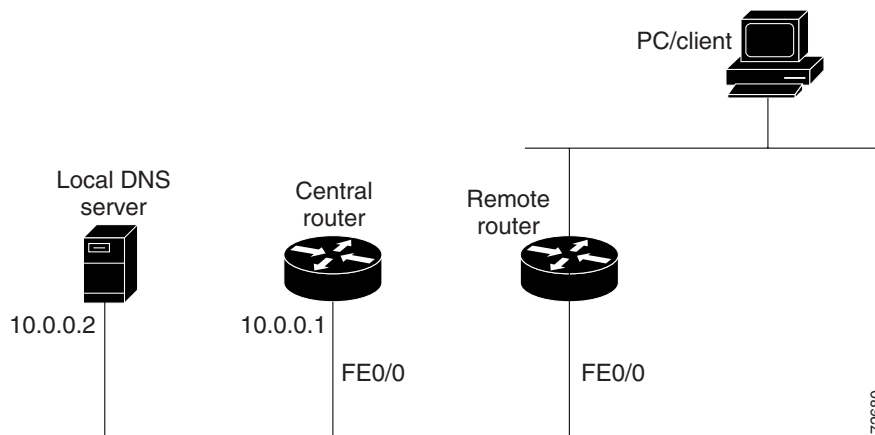 PC/client
Local DNS
server
Central
router
Remote
router
10.0.0.2
10.0.0.1
FE0/0
FE0/0